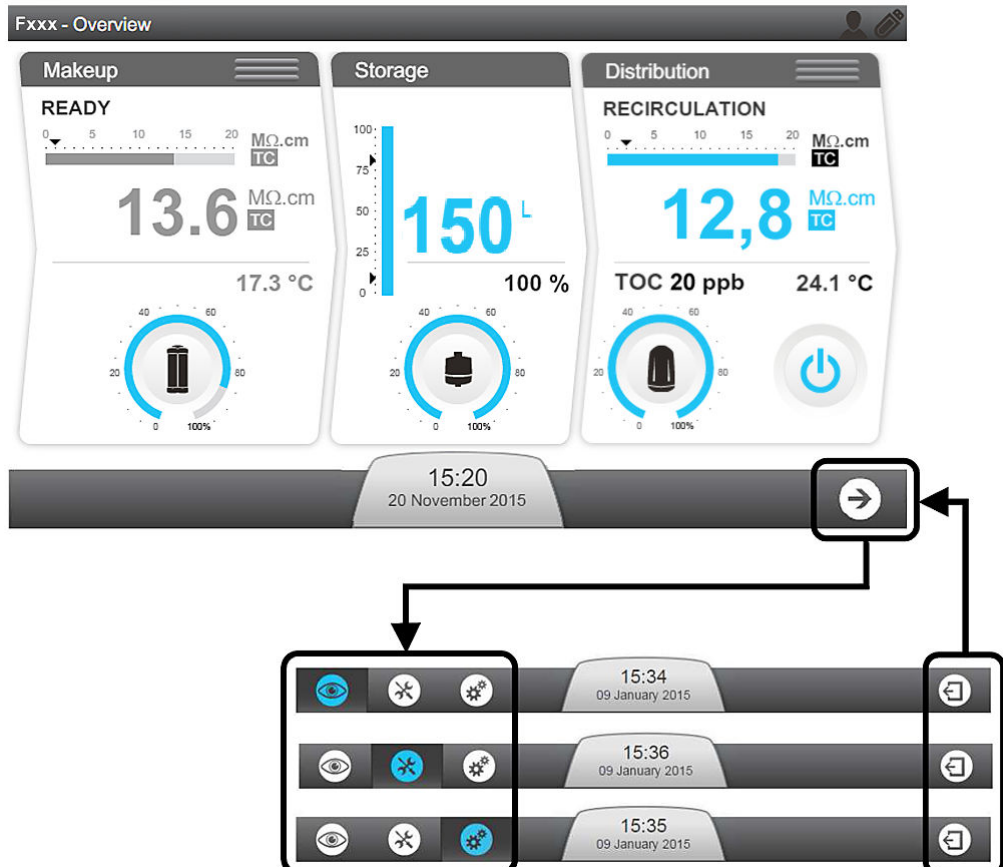 Fxxx - Overview
Makeup
READY
0 5 10 15 20
MΩ.cm
TC
13.6 MΩ.cm
TC
17.3 °C
40 60
20 80
0 100%
Storage
100
75
50
25
0
150 L
100 %
40 60
20 80
0 100%
Distribution
RECIRCULATION
0 5 10 15 20
MΩ.cm
TC
12,8 MΩ.cm
TC
TOC 20 ppb 24.1 °C
40 60
20 80
0 100%
15:20
20 November 2015
15:34
09 January 2015
15:36
09 January 2015
15:35
09 January 2015